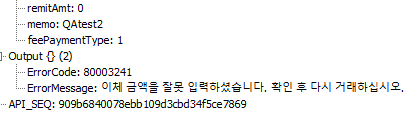 remitAmt: 0
memo: QAtest2
feePaymentType: 1
Output {} (2)
ErrorCode: 80003241
ErrorMessage: 이체 금액을 잘못 입력하셨습니다. 확인 후 다시 거래하십시오.
API_SEQ: 909b6840078ebb109d3cbd34f5ce7869